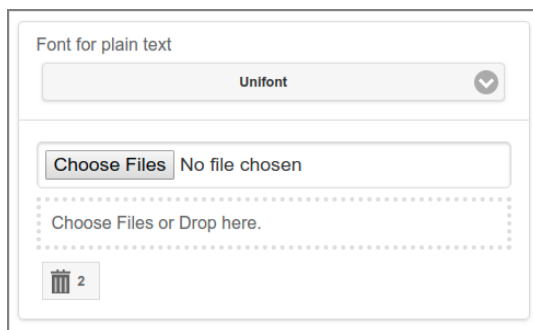 Font for plain text
Unifont
Choose Files No file chosen
Choose Files or Drop here.
2